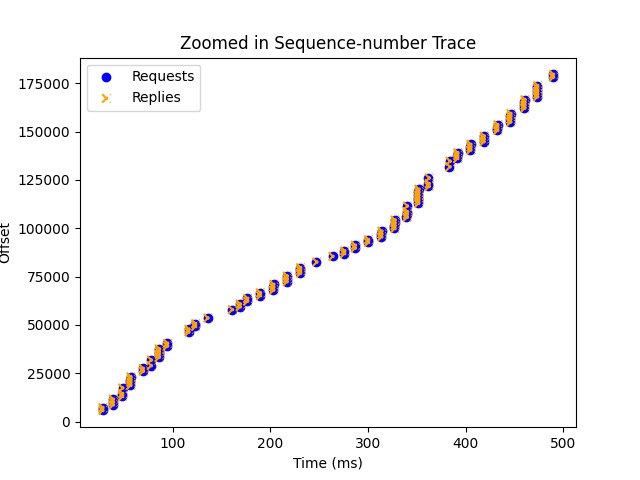 Zoomed in Sequence-number Trace
Requests
Replies
175000
150000
125000
100000
75000
50000
25000
0
Offset
100
200
300
400
500
Time (ms)